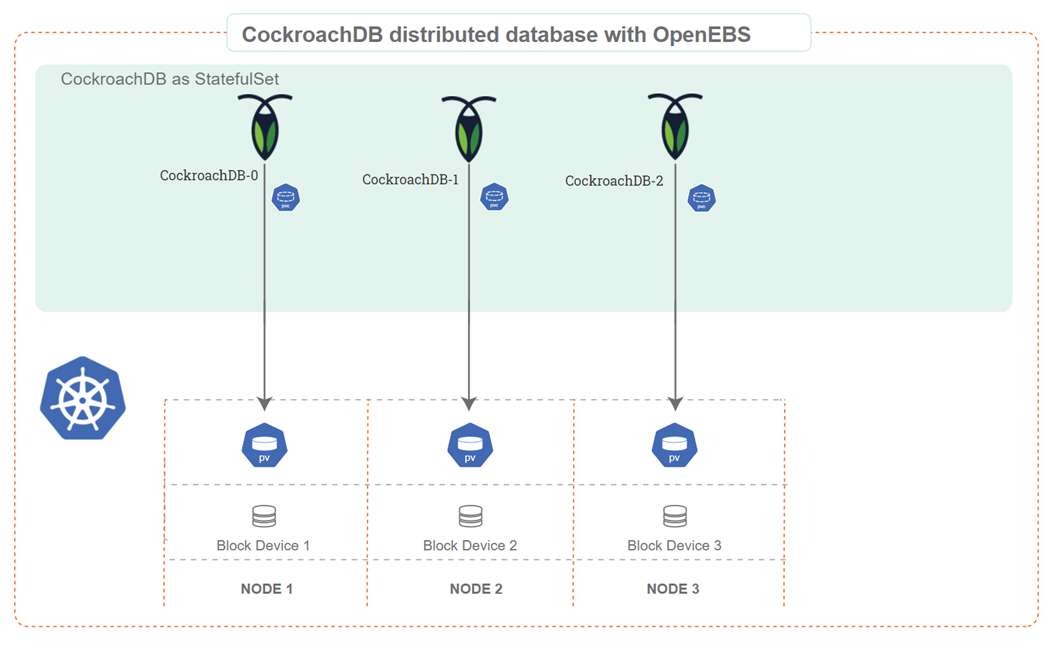 CockroachDB distributed database with OpenEBS
CockroachDB as StatefulSet
CockroachDB-0
CockroachDB-1
CockroachDB-2
pvc
pvc
pvc
pv
pv
pv
Block Device 1
Block Device 2
Block Device 3
NODE 1
NODE 2
NODE 3